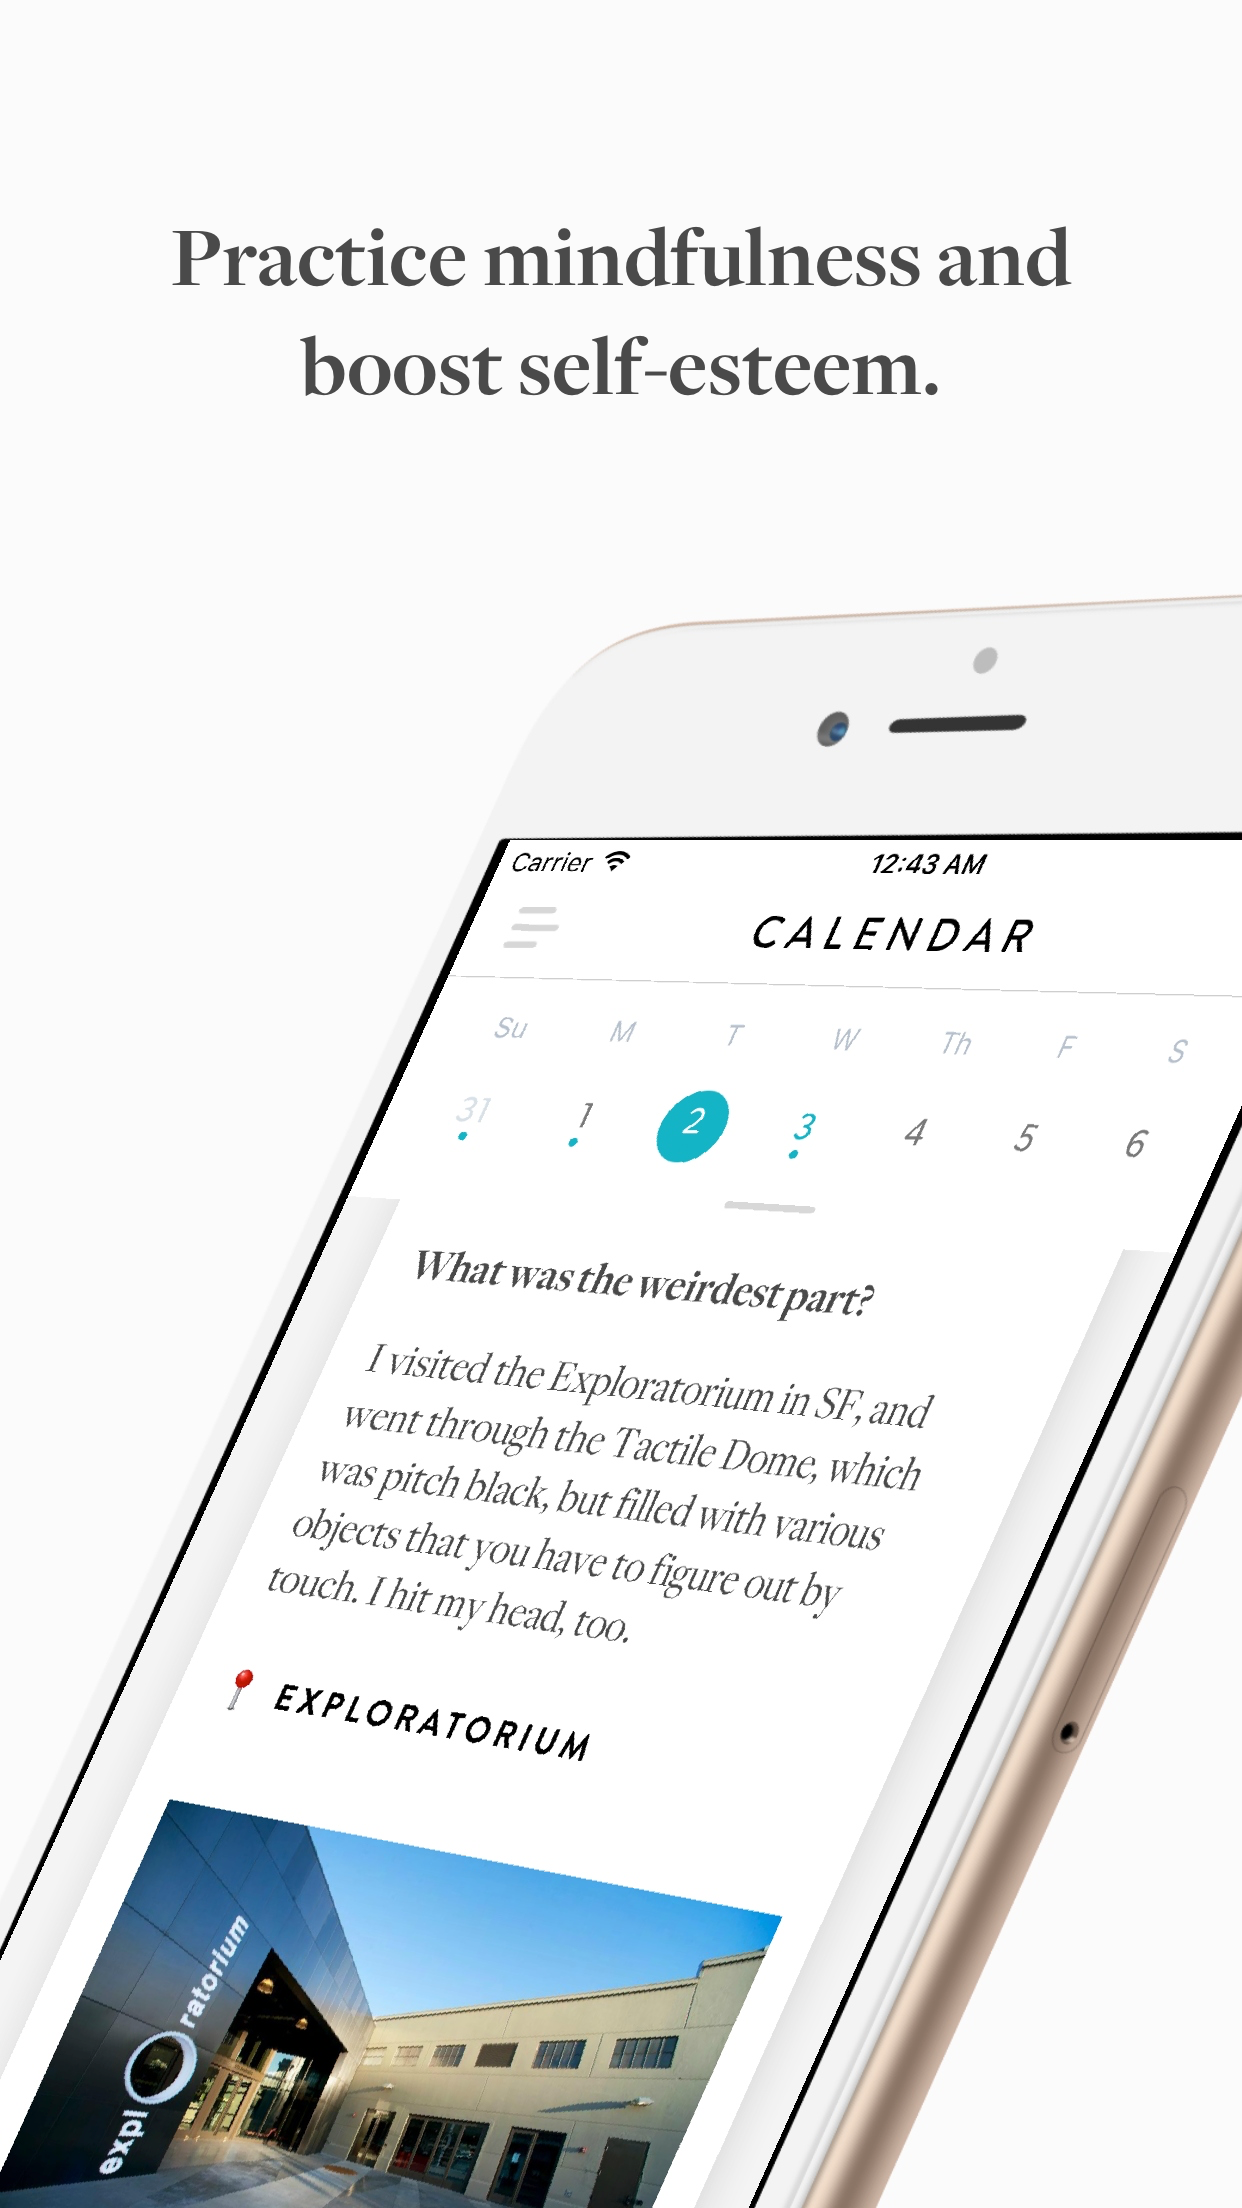 Practice mindfulness and
boost self-esteem.
Carrier 12:43 AM
CALENDAR
Su M T W Th F S
31 1 2 3 4 5 6
What was the weirdest part?
I visited the Exploratorium in SF, and
went through the Tactile Dome, which
was pitch black, but filled with various
objects that you have to figure out by
touch. I hit my head, too.
EXPLORATORIUM
exploratorium